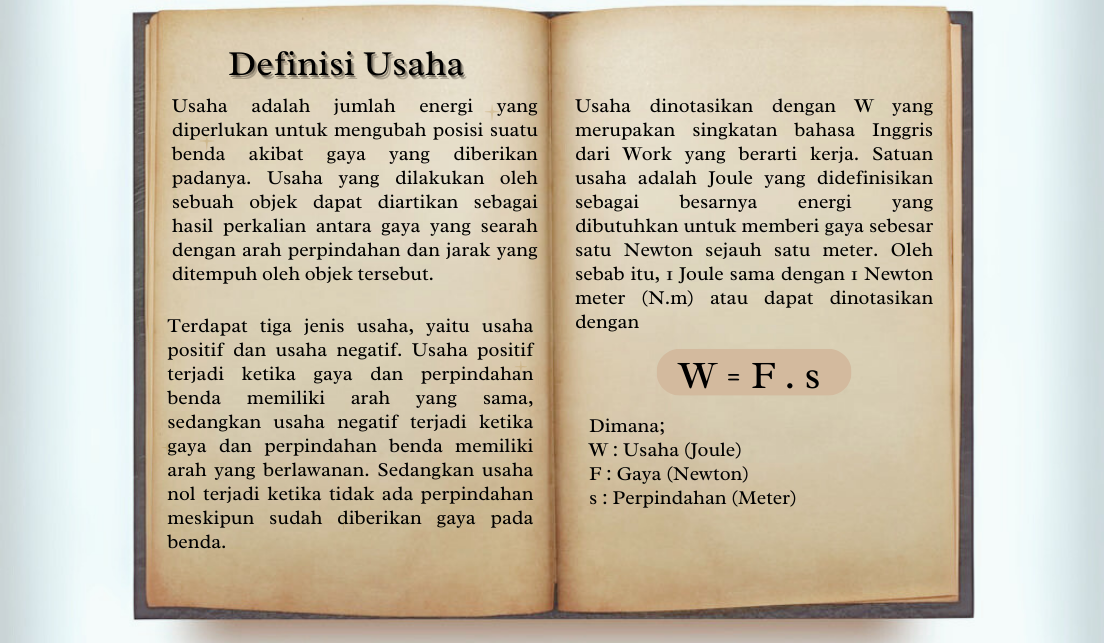 Definisi Usaha
Usaha adalah jumlah energi yang
diperlukan untuk mengubah posisi suatu
benda akibat gaya yang diberikan
padanya. Usaha yang dilakukan oleh
sebuah objek dapat diartikan sebagai
hasil perkalian antara gaya yang searah
dengan arah perpindahan dan jarak yang
ditempuh oleh objek tersebut.
Terdapat tiga jenis usaha, yaitu usaha
positif dan usaha negatif. Usaha positif
terjadi ketika gaya dan perpindahan
benda memiliki arah yang sama,
sedangkan usaha negatif terjadi ketika
gaya dan perpindahan benda memiliki
arah yang berlawanan. Sedangkan usaha
nol terjadi ketika tidak ada perpindahan
meskipun sudah diberikan gaya pada
benda.
Usaha dinotasikan dengan W yang
merupakan singkatan bahasa Inggris
dari Work yang berarti kerja. Satuan
usaha adalah Joule yang didefinisikan
sebagai besarnya energi yang
dibutuhkan untuk memberi gaya sebesar
satu Newton sejauh satu meter. Oleh
sebab itu, 1 Joule sama dengan 1 Newton
meter (N.m) atau dapat dinotasikan
dengan
W = F . s
Dimana;
W : Usaha (Joule)
F : Gaya (Newton)
s : Perpindahan (Meter)